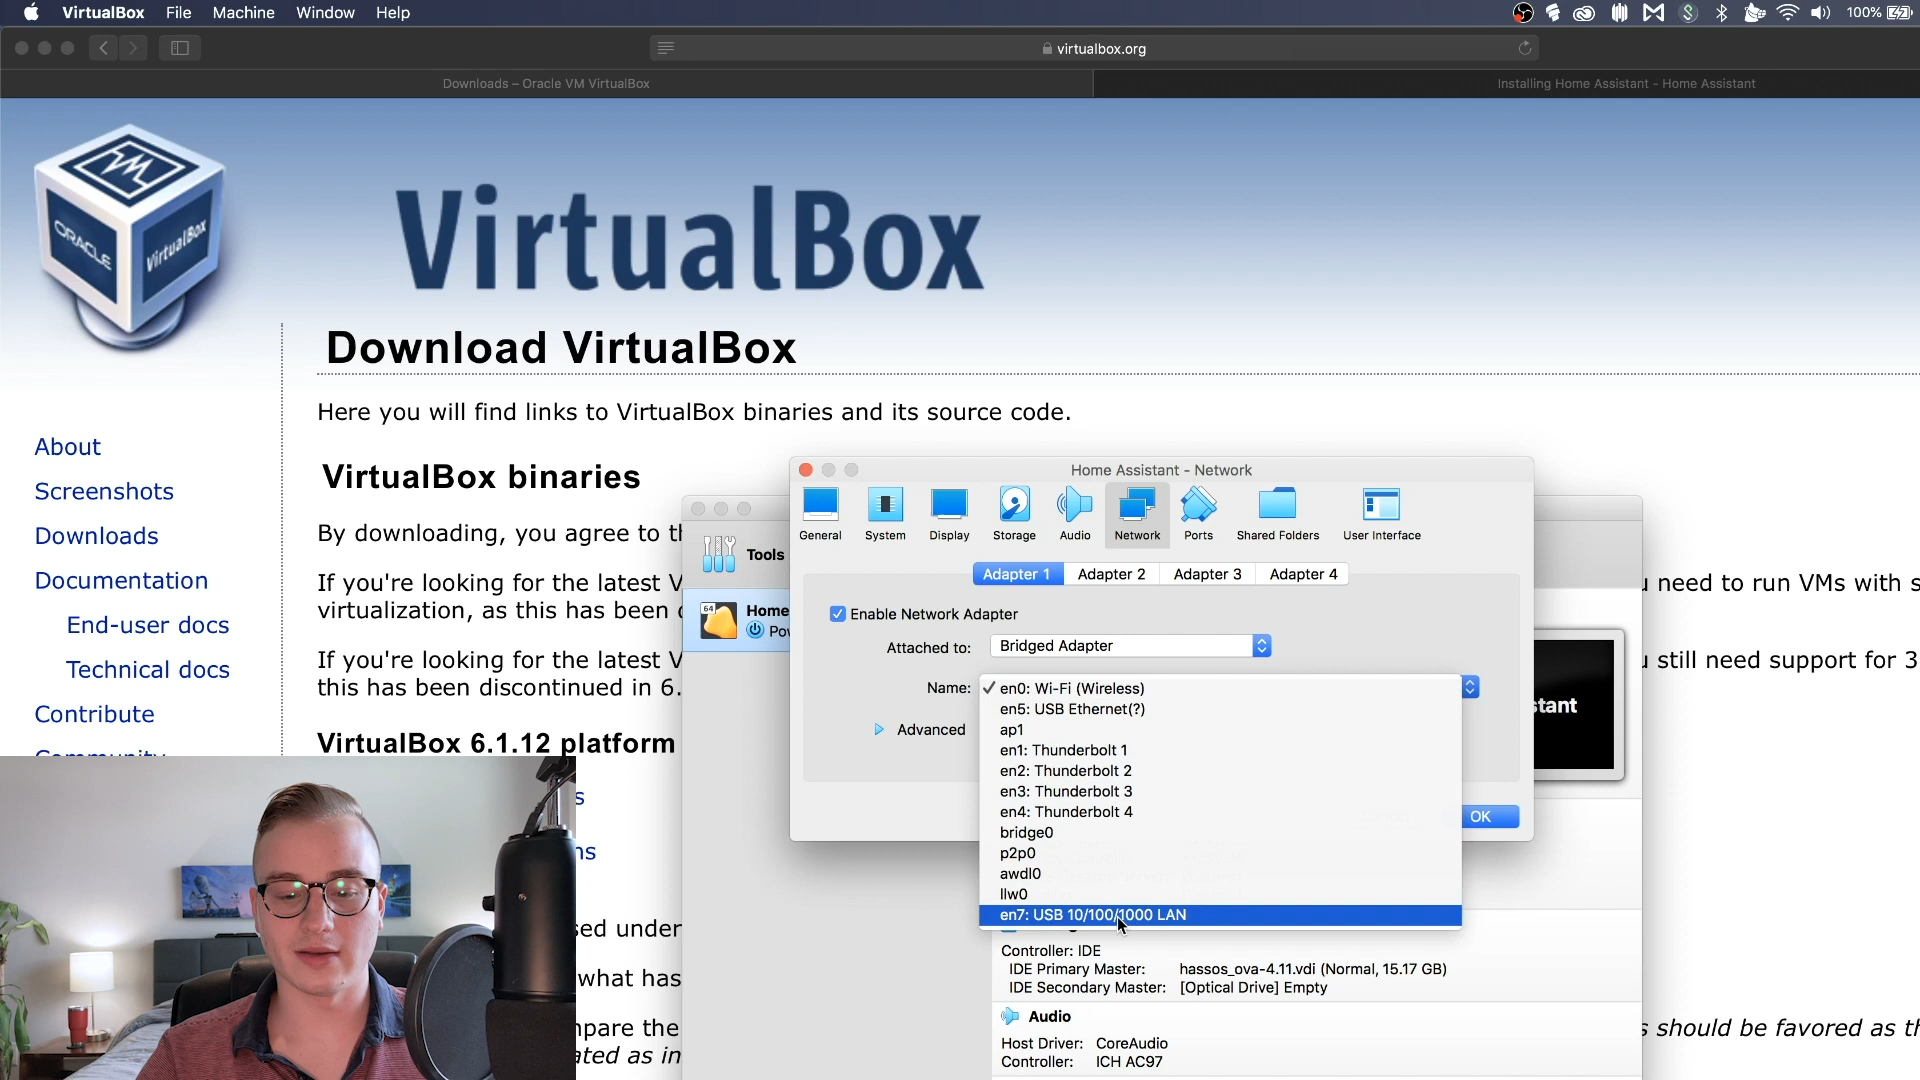 VirtualBox File Machine Window Help
100%
virtualbox.org
Downloads – Oracle VM VirtualBox
Installing Home Assistant - Home Assistant
ORACLE
VirtualBox
VirtualBox
Download VirtualBox
Here you will find links to VirtualBox binaries and its source code.
About
Screenshots
Downloads
Documentation
End-user docs
Technical docs
Contribute
Community
VirtualBox binaries
By downloading, you agree to th
If you're looking for the latest V
virtualization, as this has been
need to run VMs with s
If you're looking for the latest V
this has been discontinued in 6.
still need support for 3
VirtualBox 6.1.12 platform
s
ns
sed under
what has
mpare the
ated as in
s should be favored as th
Tools
64
Home
Pow
stant
Home Assistant - Network
General System Display Storage Audio Network Ports Shared Folders User Interface
Adapter 1 Adapter 2 Adapter 3 Adapter 4
Enable Network Adapter
Attached to: Bridged Adapter
Name:
Advanced
en0: Wi-Fi (Wireless)
en5: USB Ethernet(?)
ap1
en1: Thunderbolt 1
en2: Thunderbolt 2
en3: Thunderbolt 3
en4: Thunderbolt 4
bridge0
p2p0
awdl0
llw0
en7: USB 10/100/1000 LAN
OK
Controller: IDE
IDE Primary Master: hassos_ova-4.11.vdi (Normal, 15.17 GB)
IDE Secondary Master: [Optical Drive] Empty
Audio
Host Driver: CoreAudio
Controller: ICH AC97